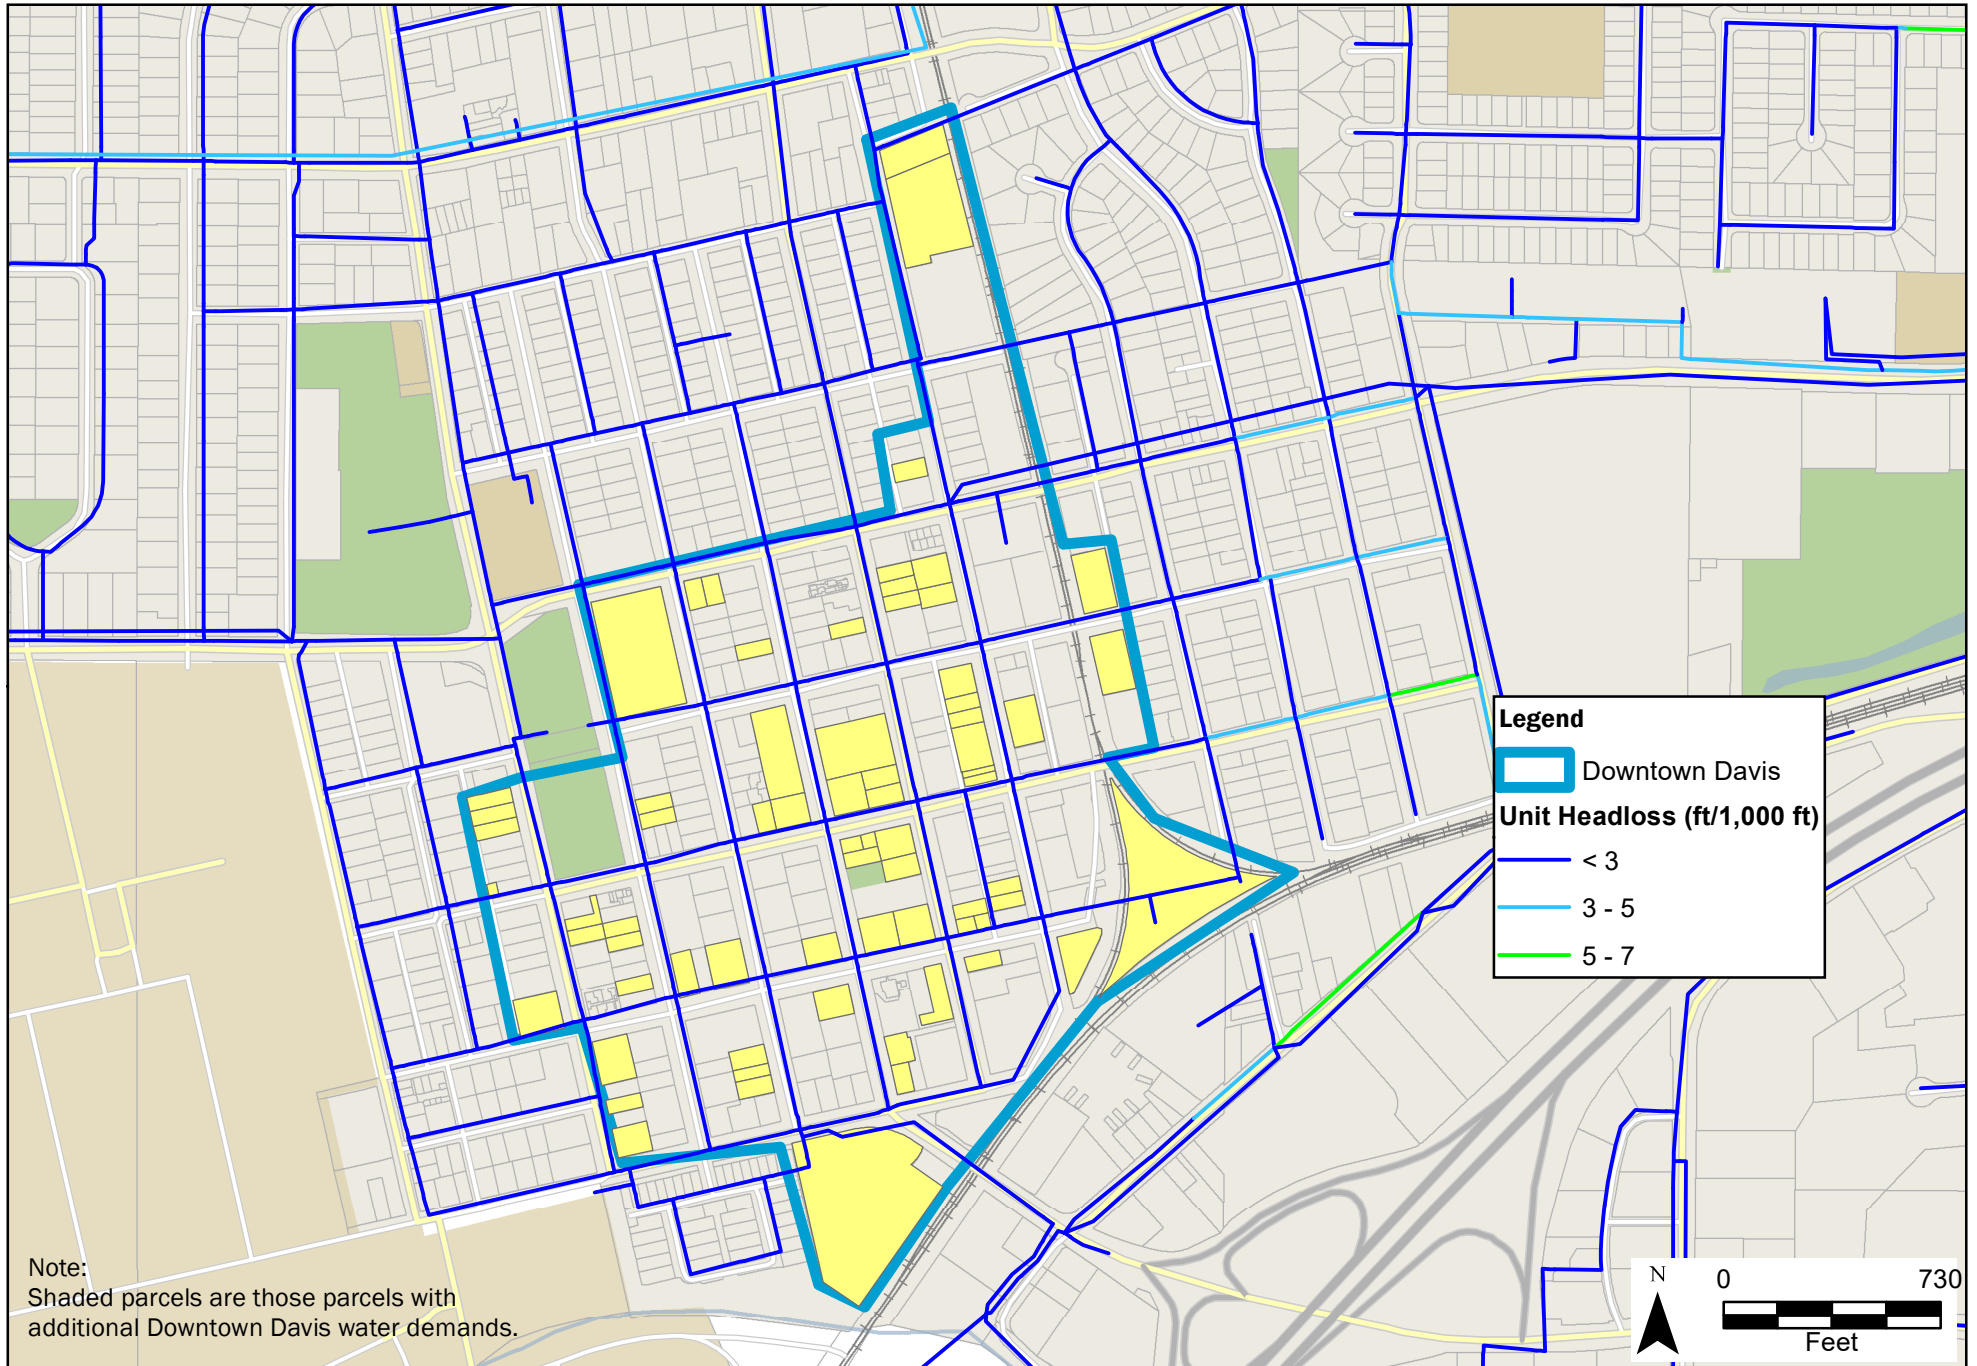 Legend
Downtown Davis
Unit Headloss (ft/1,000 ft)
< 3
3 - 5
5 - 7
Note:
Shaded parcels are those parcels with
additional Downtown Davis water demands.
N
0 730
Feet